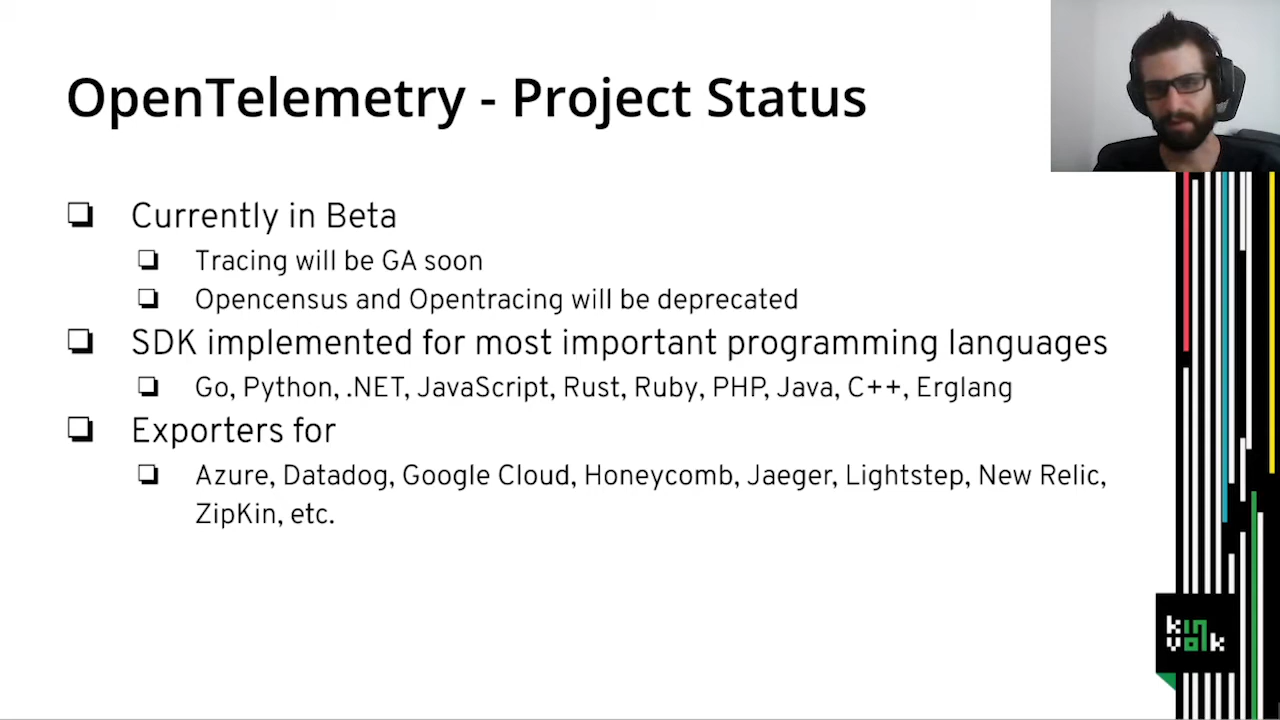 OpenTelemetry - Project Status
Currently in Beta
Tracing will be GA soon
Opencensus and Opentracing will be deprecated
SDK implemented for most important programming languages
Go, Python, .NET, JavaScript, Rust, Ruby, PHP, Java, C++, Erglang
Exporters for
Azure, Datadog, Google Cloud, Honeycomb, Jaeger, Lightstep, New Relic,
ZipKin, etc.
kin
volk